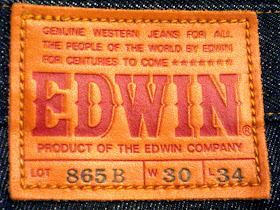 GENUINE WESTERN JEANS FOR ALL
THE PEOPLE OF THE WORLD BY EDWIN
FOR CENTURIES TO COME ★★★★★★★
EDWIN®
PRODUCT OF THE EDWIN COMPANY
LOT 865 B W 30 L 34